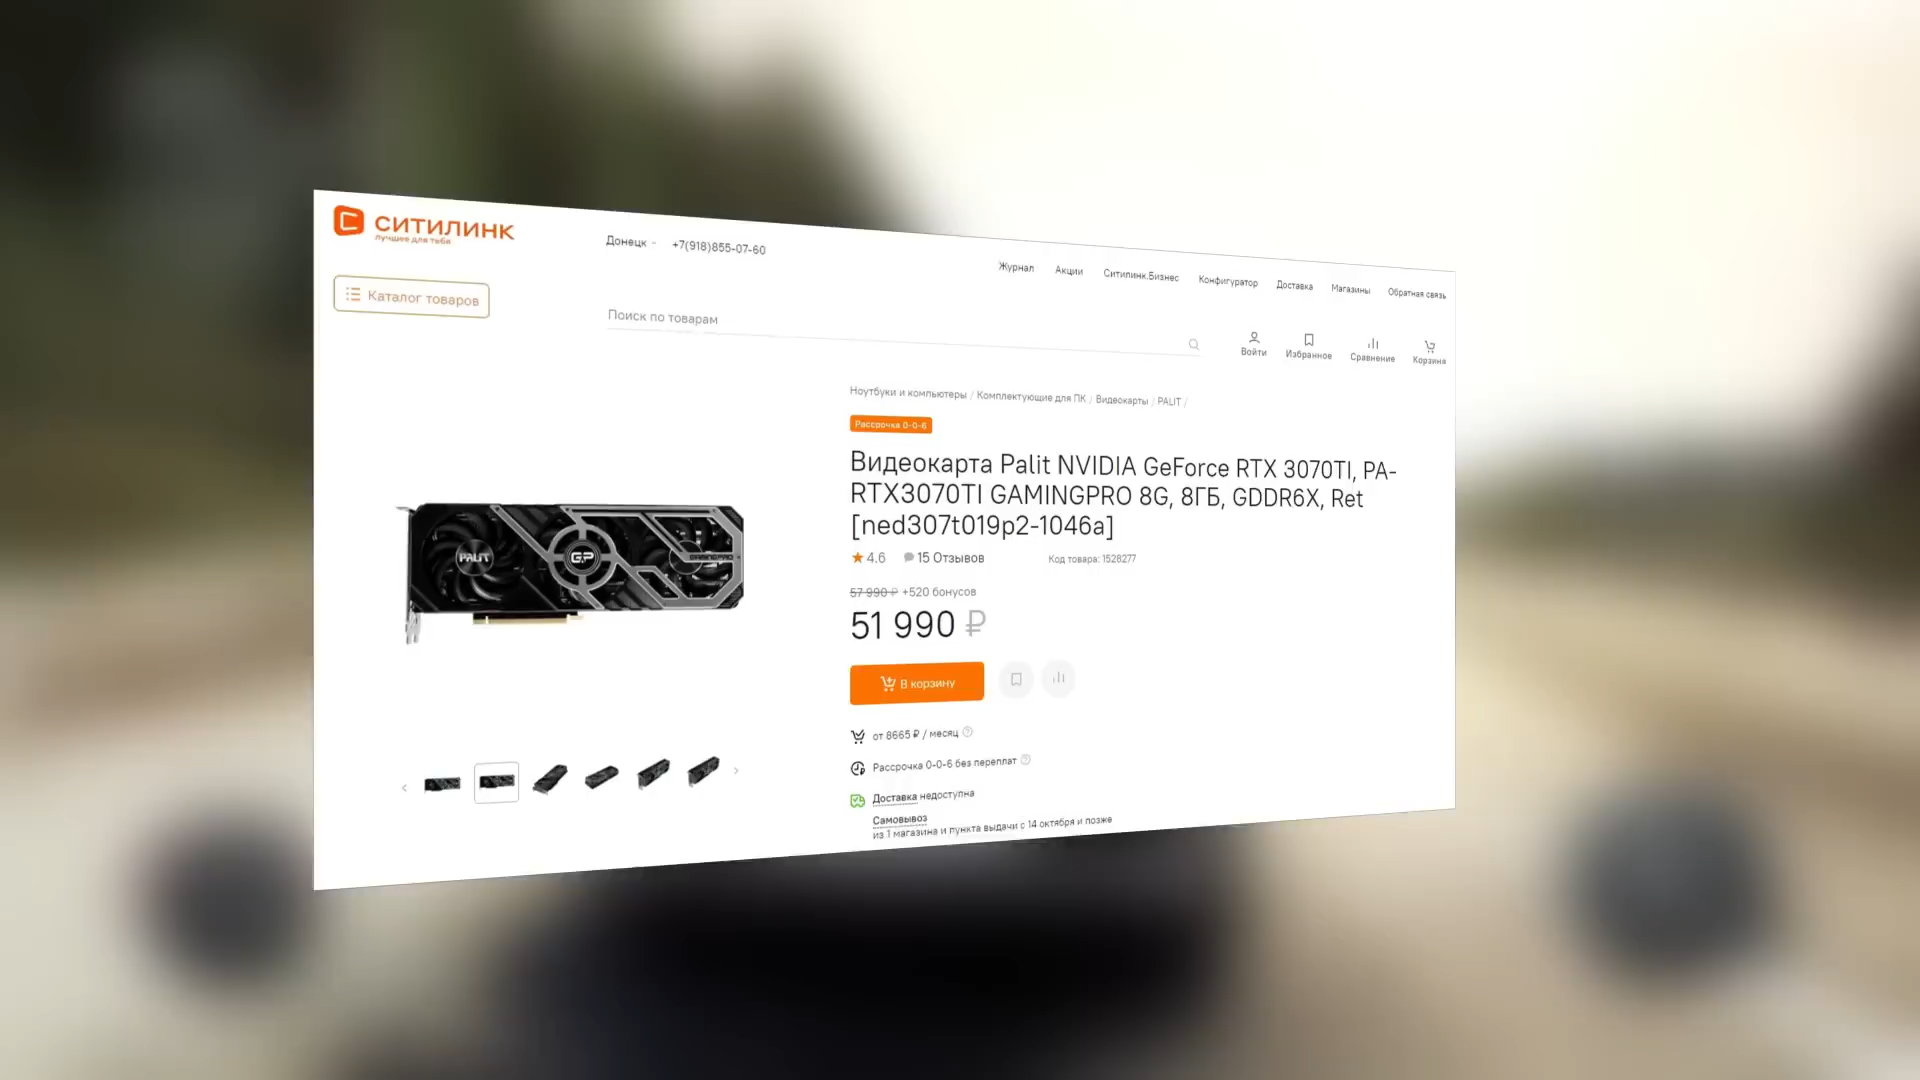 СИТИЛИНК
лучшие для тебя
Донецк
+7(918)855-07-60
Журнал
Акции
Ситилинк.Бизнес
Конфигуратор
Доставка
Магазины
Обратная связь
Каталог товаров
Поиск по товарам
Войти
Избранное
Сравнение
Корзина
Ноутбуки и компьютеры / Комплектующие для ПК / Видеокарты / PALIT /
Рассрочка 0-0-6
Видеокарта Palit NVIDIA GeForce RTX 3070TI, PA-
RTX3070TI GAMINGPRO 8G, 8ГБ, GDDR6X, Ret
[ned307t019p2-1046a]
4.6
15 Отзывов
Код товара: 1528277
57 990 ₽ +520 бонусов
51 990 ₽
В корзину
от 8665 ₽ / месяц
Рассрочка 0-0-6 без переплат
Доставка недоступна
Самовывоз
из 1 магазина и пункта выдачи с 14 октября и позже
PALIT
GP
GAMINGPRO